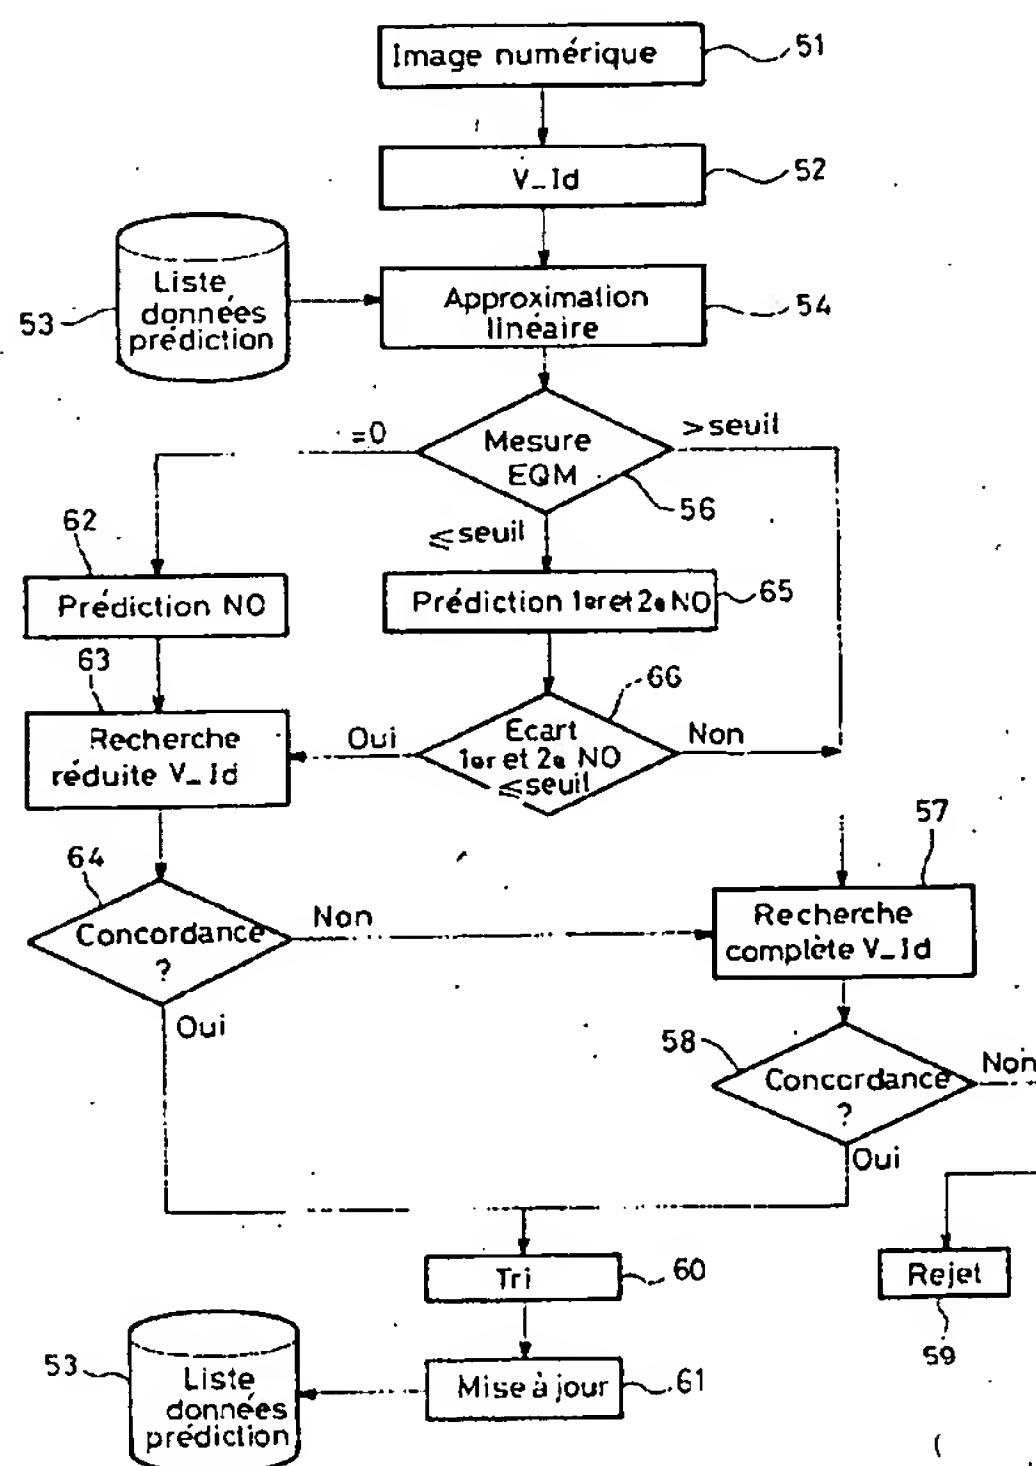 Image numérique
51
V_Id
52
Liste
données
prédiction
53
Approximation
linéaire
54
=0
Mesure
EQM
>seuil
56
≤seuil
62
Prédiction NO
Prédiction 1er et 2e NO
65
63
Recherche
réduite V_Id
Oui
Ecart
1er et 2e NO
≤seuil
66
Non
57
64
Concordance
?
Non
Oui
Recherche
complète V_Id
58
Concordance
?
Non
Oui
Tri
60
Rejet
59
53
Liste
données
prédiction
Mise à jour
61